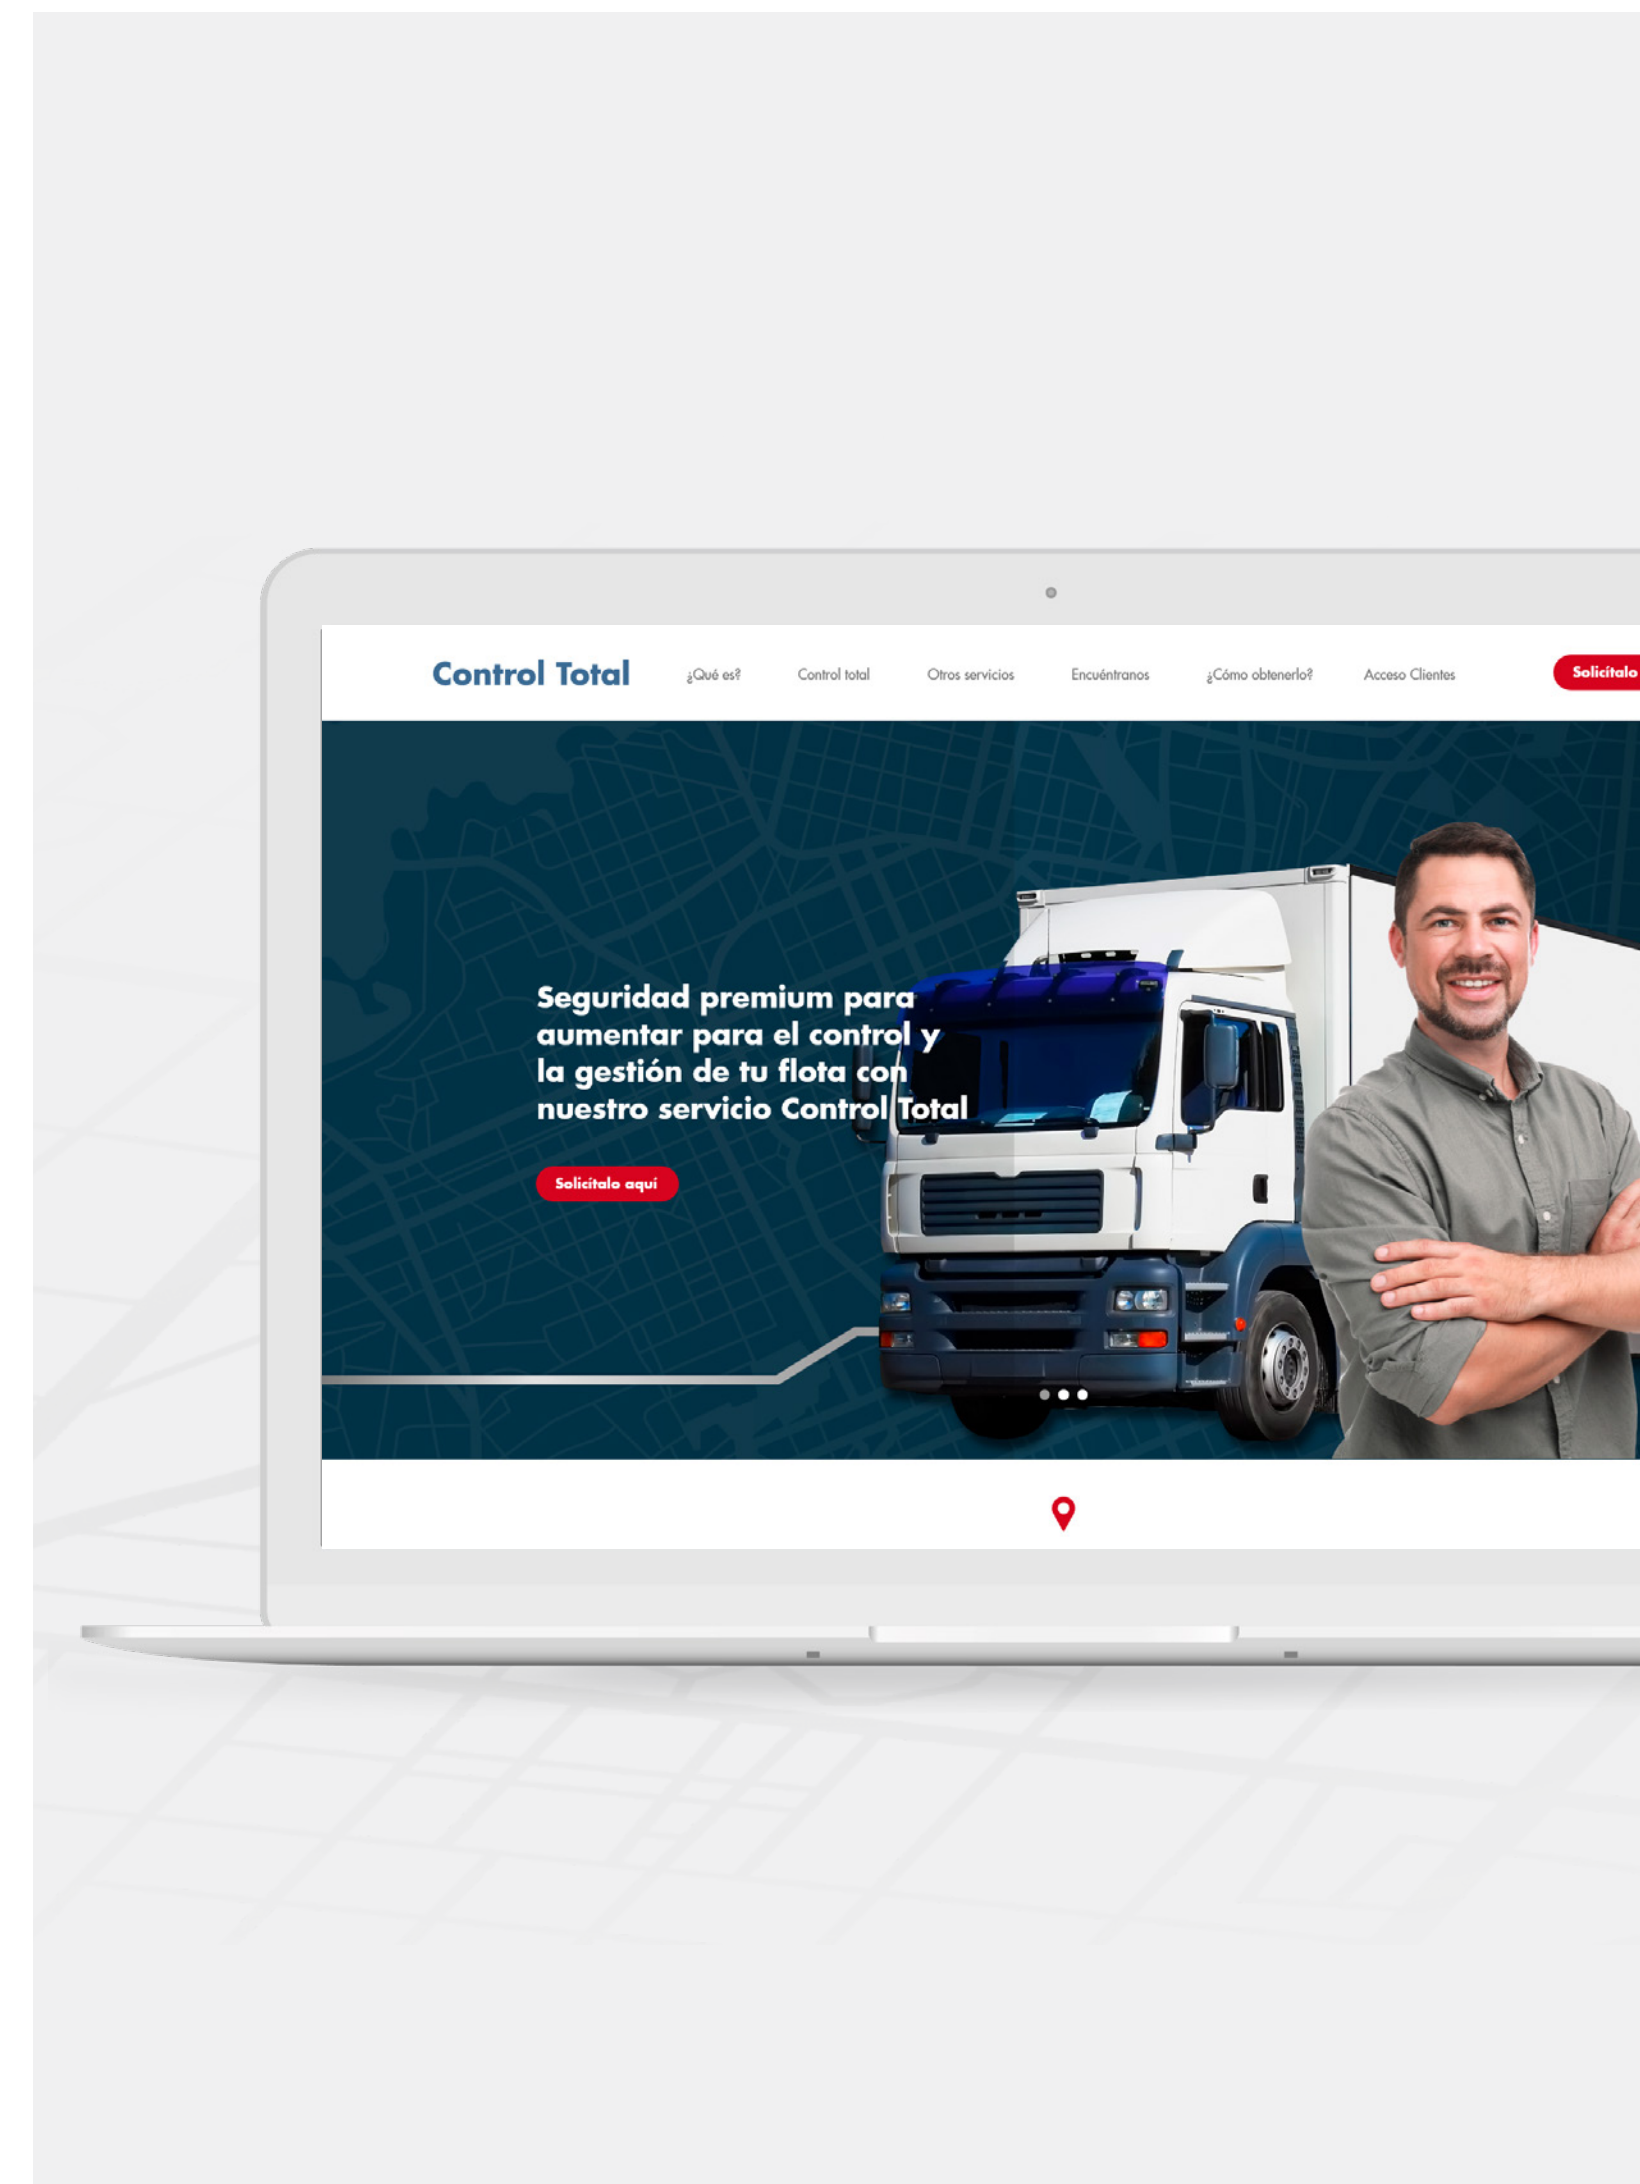 Control Total
¿Qué es?
Control total
Otros servicios
Encuéntranos
¿Cómo obtenerlo?
Acceso Clientes
Solicítalo
Seguridad premium para
aumentar para el control y
la gestión de tu flota con
nuestro servicio Control Total
Solicítalo aquí